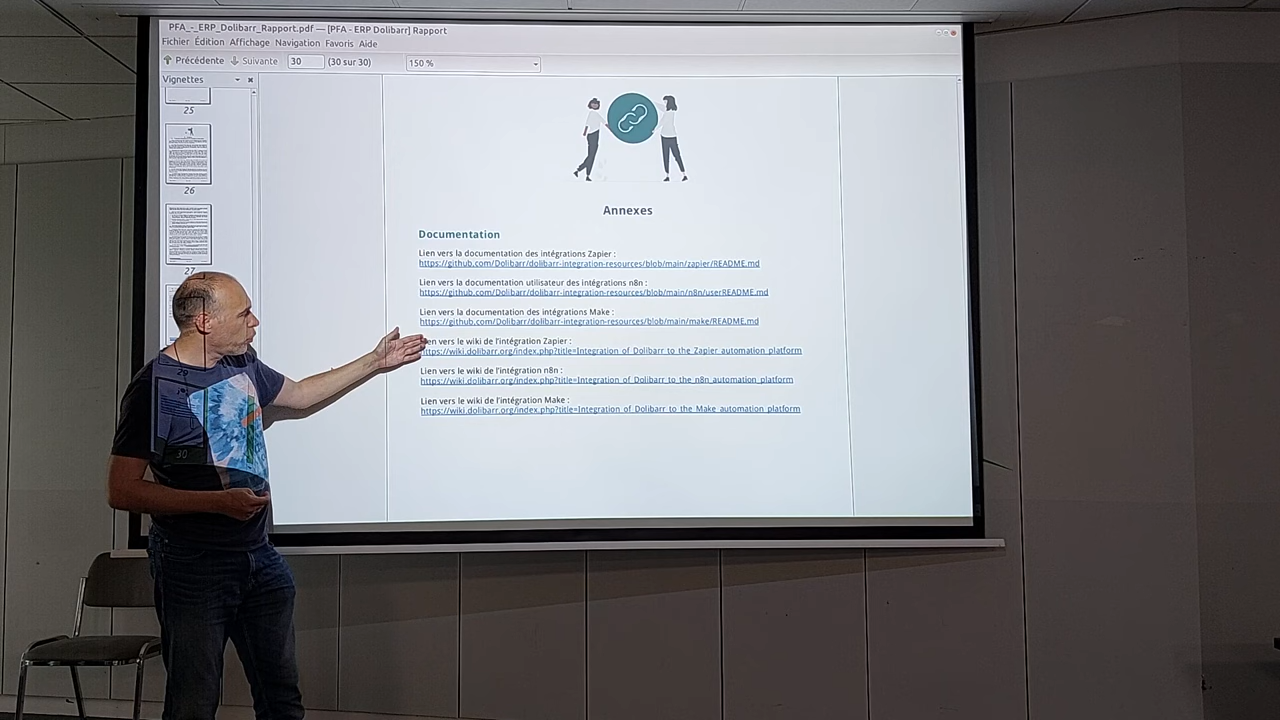 PFA_-_ERP_Dolibarr_Rapport.pdf — [PFA - ERP Dolibarr] Rapport
Fichier Édition Affichage Navigation Favoris Aide
Précédente Suivante 30 (30 sur 30) 150 %
Vignettes
25
26
27
29
30
Annexes
Documentation
Lien vers la documentation des intégrations Zapier :
https://github.com/Dolibarr/dolibarr-integration-resources/blob/main/zapier/README.md
Lien vers la documentation utilisateur des intégrations n8n :
https://github.com/Dolibarr/dolibarr-integration-resources/blob/main/n8n/userREADME.md
Lien vers la documentation des intégrations Make :
https://github.com/Dolibarr/dolibarr-integration-resources/blob/main/make/README.md
Lien vers le wiki de l'intégration Zapier :
https://wiki.dolibarr.org/index.php?title=Integration_of_Dolibarr_to_the_Zapier_automation_platform
Lien vers le wiki de l'intégration n8n :
https://wiki.dolibarr.org/index.php?title=Integration_of_Dolibarr_to_the_n8n_automation_platform
Lien vers le wiki de l'intégration Make :
https://wiki.dolibarr.org/index.php?title=Integration_of_Dolibarr_to_the_Make_automation_platform